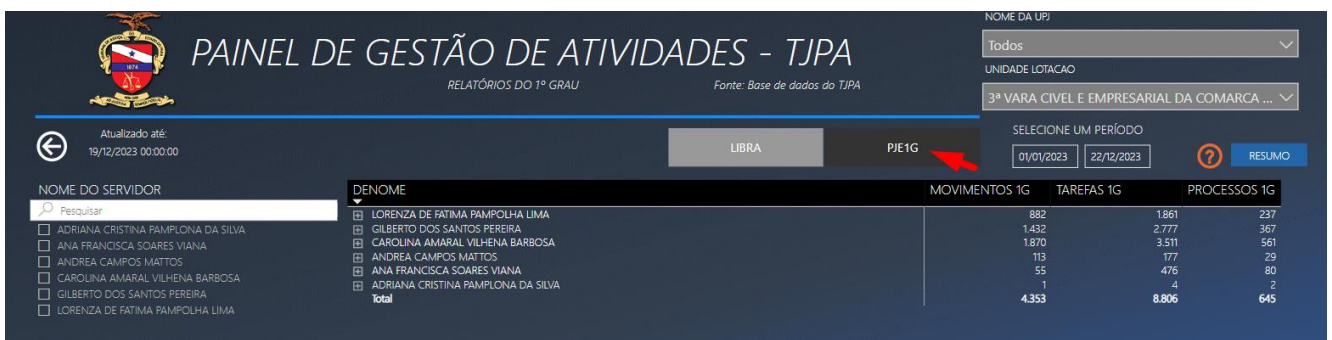 NOME DA UPJ
Todos
UNIDADE LOTACAO
3ª VARA CIVEL E EMPRESARIAL DA COMARCA ...
PAINEL DE GESTÃO DE ATIVIDADES - TJPA
RELATÓRIOS DO 1º GRAU Fonte: Base de dados do TJPA
1874
Atualizado até:
19/12/2023 00:00:00
LIBRA PJE1G
SELECIONE UM PERÍODO
01/01/2023 22/12/2023 ? RESUMO
NOME DO SERVIDOR
Pesquisar
ADRIANA CRISTINA PAMPLONA DA SILVA
ANA FRANCISCA SOARES VIANA
ANDREA CAMPOS MATTOS
CAROLINA AMARAL VILHENA BARBOSA
GILBERTO DOS SANTOS PEREIRA
LORENZA DE FATIMA PAMPOLHA LIMA
DENOME MOVIMENTOS 1G TAREFAS 1G PROCESSOS 1G
LORENZA DE FATIMA PAMPOLHA LIMA 882 1.861 237
GILBERTO DOS SANTOS PEREIRA 1.432 2.777 367
CAROLINA AMARAL VILHENA BARBOSA 1.870 3.511 561
ANDREA CAMPOS MATTOS 113 177 29
ANA FRANCISCA SOARES VIANA 55 476 80
ADRIANA CRISTINA PAMPLONA DA SILVA 1 4 2
Total 4.353 8.806 645